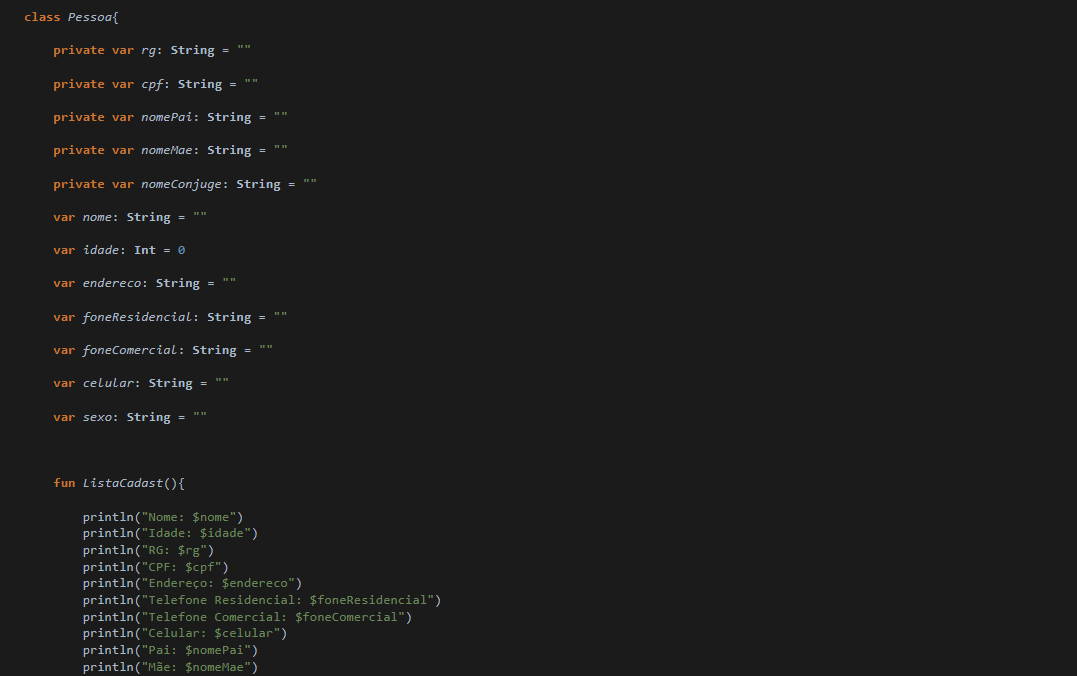 class Pessoa{
private var rg: String = ""
private var cpf: String = ""
private var nomePai: String = ""
private var nomeMae: String = ""
private var nomeConjuge: String = ""
var nome: String = ""
var idade: Int = 0
var endereco: String = ""
var foneResidencial: String = ""
var foneComercial: String = ""
var celular: String = ""
var sexo: String = ""
fun ListaCadast(){
println("Nome: $nome")
println("Idade: $idade")
println("RG: $rg")
println("CPF: $cpf")
println("Endereço: $endereco")
println("Telefone Residencial: $foneResidencial")
println("Telefone Comercial: $foneComercial")
println("Celular: $celular")
println("Pai: $nomePai")
println("Mãe: $nomeMae")